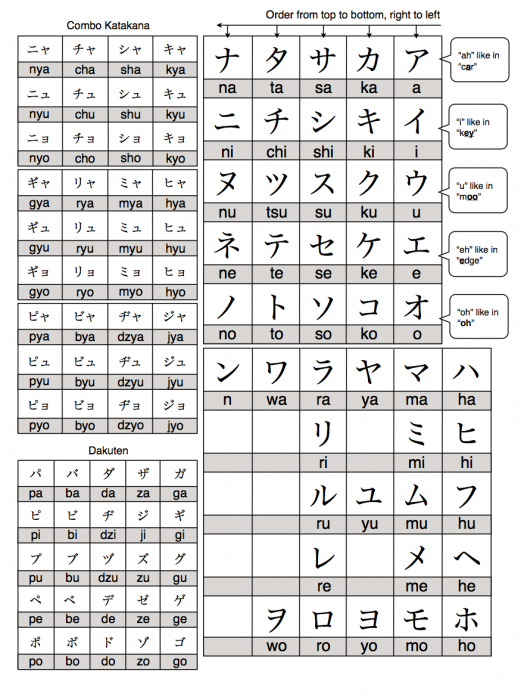 Combo Katakana
ニャ チャ シャ キャ
nya cha sha kya
ニュ チュ シュ キュ
nyu chu shu kyu
ニョ チョ ショ キョ
nyo cho sho kyo
ギャ リャ ミャ ヒャ
gya rya mya hya
ギュ リュ ミュ ヒュ
gyu ryu myu hyu
ギョ リョ ミョ ヒョ
gyo ryo myo hyo
ピャ ビャ ヂャ ジャ
pya bya dzya jya
ピュ ビュ ヂュ ジュ
pyu byu dzyu jyu
ピョ ビョ ヂョ ジョ
pyo byo dzyo jyo
Dakuten
パ バ ダ ザ ガ
pa ba da za ga
ピ ビ ヂ ジ ギ
pi bi dzi ji gi
プ ブ ヅ ズ グ
pu bu dzu zu gu
ペ ベ デ ゼ ゲ
pe be de ze ge
ポ ボ ド ゾ ゴ
po bo do zo go
Order from top to bottom, right to left
ナ タ サ カ ア
na ta sa ka a
"ah" like in
"car"
ニ チ シ キ イ
ni chi shi ki i
"i" like in
"key"
ヌ ツ ス ク ウ
nu tsu su ku u
"u" like in
"moo"
ネ テ セ ケ エ
ne te se ke e
"eh" like in
"edge"
ノ ト ソ コ オ
no to so ko o
"oh" like in
"oh"
ン ワ ラ ヤ マ ハ
n wa ra ya ma ha
リ ミ ヒ
ri mi hi
ル ユ ム フ
ru yu mu hu
レ メ ヘ
re me he
ヲ ロ ヨ モ ホ
wo ro yo mo ho